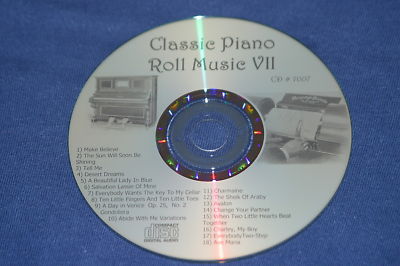 Classic Piano
Roll Music VII
CD # 7007
1) Make Believe
2) The Sun Will Soon Be
Shining
3) Tell Me
4) Desert Dreams
5) A Beautiful Lady In Blue
6) Salvation Lassie Of Mine
7) Everybody Wants The Key To My Cellar
8) Ten Little Fingers And Ten Little Toes
9) A Day in Venice Op. 25, No. 2
Gondoliera
10) Abide With Me Variations
11) Charmaine
12) The Sheik Of Araby
13) Avalon
14) Change Your Partner
15) When Two Little Hearts Beat
Together
16) Charley, My Boy
17) EverybodyTwo-Step
18) Ave Maria
COMPACT
disc
DIGITAL AUDIO